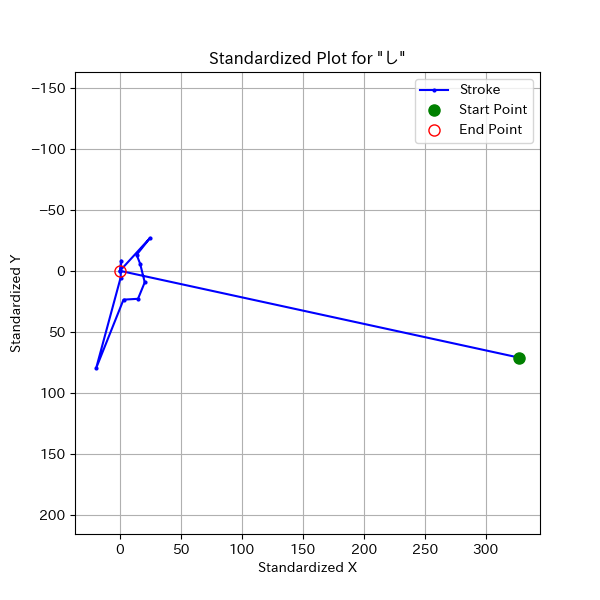 Standardized Plot for "し"
Stroke
Start Point
End Point
−150
−100
−50
0
50
100
150
200
Standardized Y
0 50 100 150 200 250 300
Standardized X